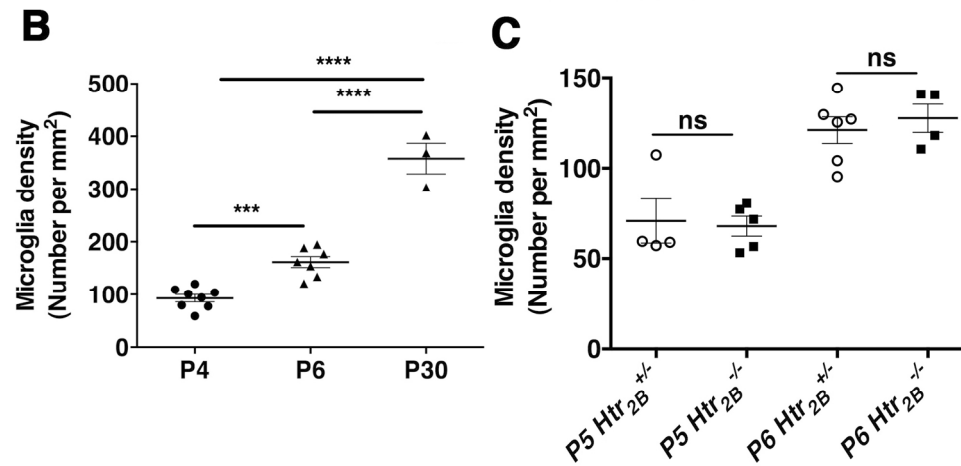 B
Microglia density
(Number per mm²)
500
400
300
200
100
0
****
****
***
P4
P6
P30
C
Microglia density
(Number per mm²)
150
100
50
0
ns
ns
P5 Htr2B+/-
P5 Htr2B-/-
P6 Htr2B+/-
P6 Htr2B-/-